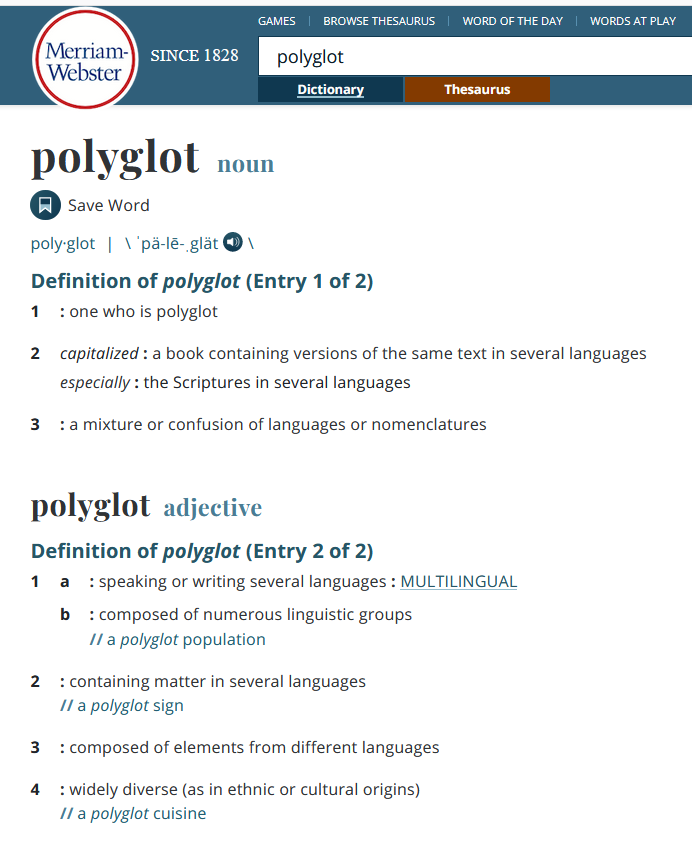 GAMES | BROWSE THESAURUS | WORD OF THE DAY | WORDS AT PLAY
Merriam-
Webster
SINCE 1828
polyglot
Dictionary Thesaurus
polyglot noun
Save Word
poly·glot | \ ˈpä-lē-ˌglät \
Definition of polyglot (Entry 1 of 2)
1 : one who is polyglot
2 capitalized : a book containing versions of the same text in several languages
especially : the Scriptures in several languages
3 : a mixture or confusion of languages or nomenclatures
polyglot adjective
Definition of polyglot (Entry 2 of 2)
1 a : speaking or writing several languages : MULTILINGUAL
b : composed of numerous linguistic groups
// a polyglot population
2 : containing matter in several languages
// a polyglot sign
3 : composed of elements from different languages
4 : widely diverse (as in ethnic or cultural origins)
// a polyglot cuisine